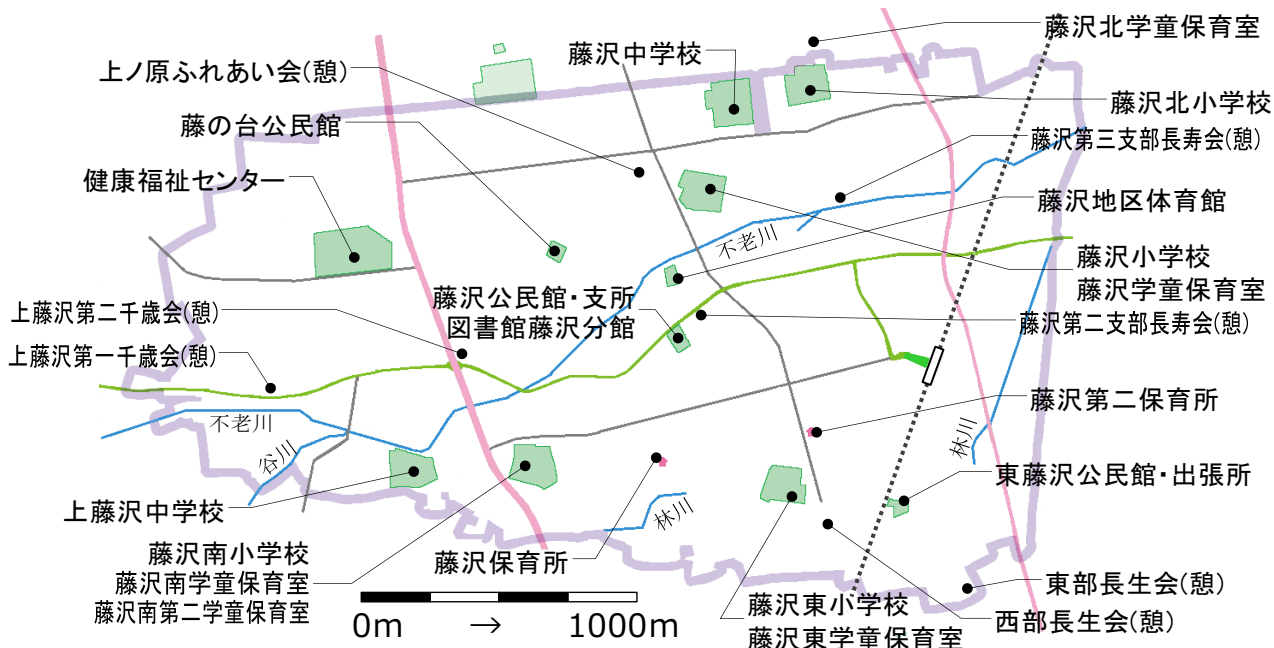 藤沢北学童保育室
藤沢中学校
上ノ原ふれあい会(憩)
藤沢北小学校
藤の台公民館
藤沢第三支部長寿会(憩)
健康福祉センター
藤沢地区体育館
不老川
藤沢小学校
藤沢学童保育室
藤沢公民館・支所
図書館藤沢分館
上藤沢第二千歳会(憩)
藤沢第二支部長寿会(憩)
上藤沢第一千歳会(憩)
藤沢第二保育所
不老川
林川
谷川
東藤沢公民館・出張所
上藤沢中学校
林川
藤沢南小学校
藤沢南学童保育室
藤沢南第二学童保育室
藤沢保育所
東部長生会(憩)
藤沢東小学校
藤沢東学童保育室
西部長生会(憩)
0m → 1000m